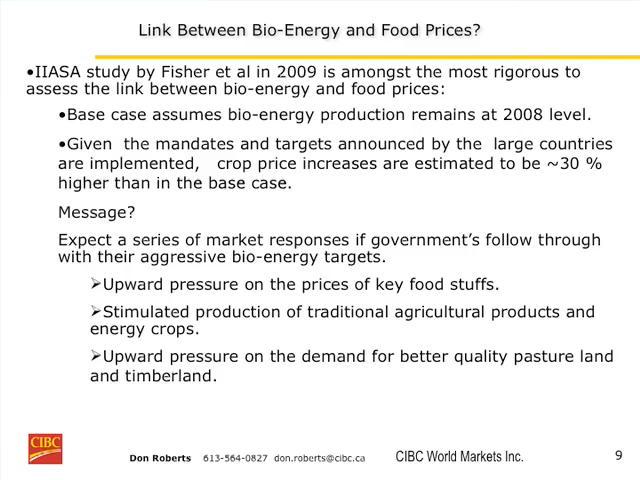 Link Between Bio-Energy and Food Prices?
•IIASA study by Fisher et al in 2009 is amongst the most rigorous to
assess the link between bio-energy and food prices:
•Base case assumes bio-energy production remains at 2008 level.
•Given the mandates and targets announced by the large countries
are implemented, crop price increases are estimated to be ~30 %
higher than in the base case.
Message?
Expect a series of market responses if government’s follow through
with their aggressive bio-energy targets.
➢Upward pressure on the prices of key food stuffs.
➢Stimulated production of traditional agricultural products and
energy crops.
➢Upward pressure on the demand for better quality pasture land
and timberland.
CIBC
Don Roberts 613-564-0827 don.roberts@cibc.ca CIBC World Markets Inc. 9